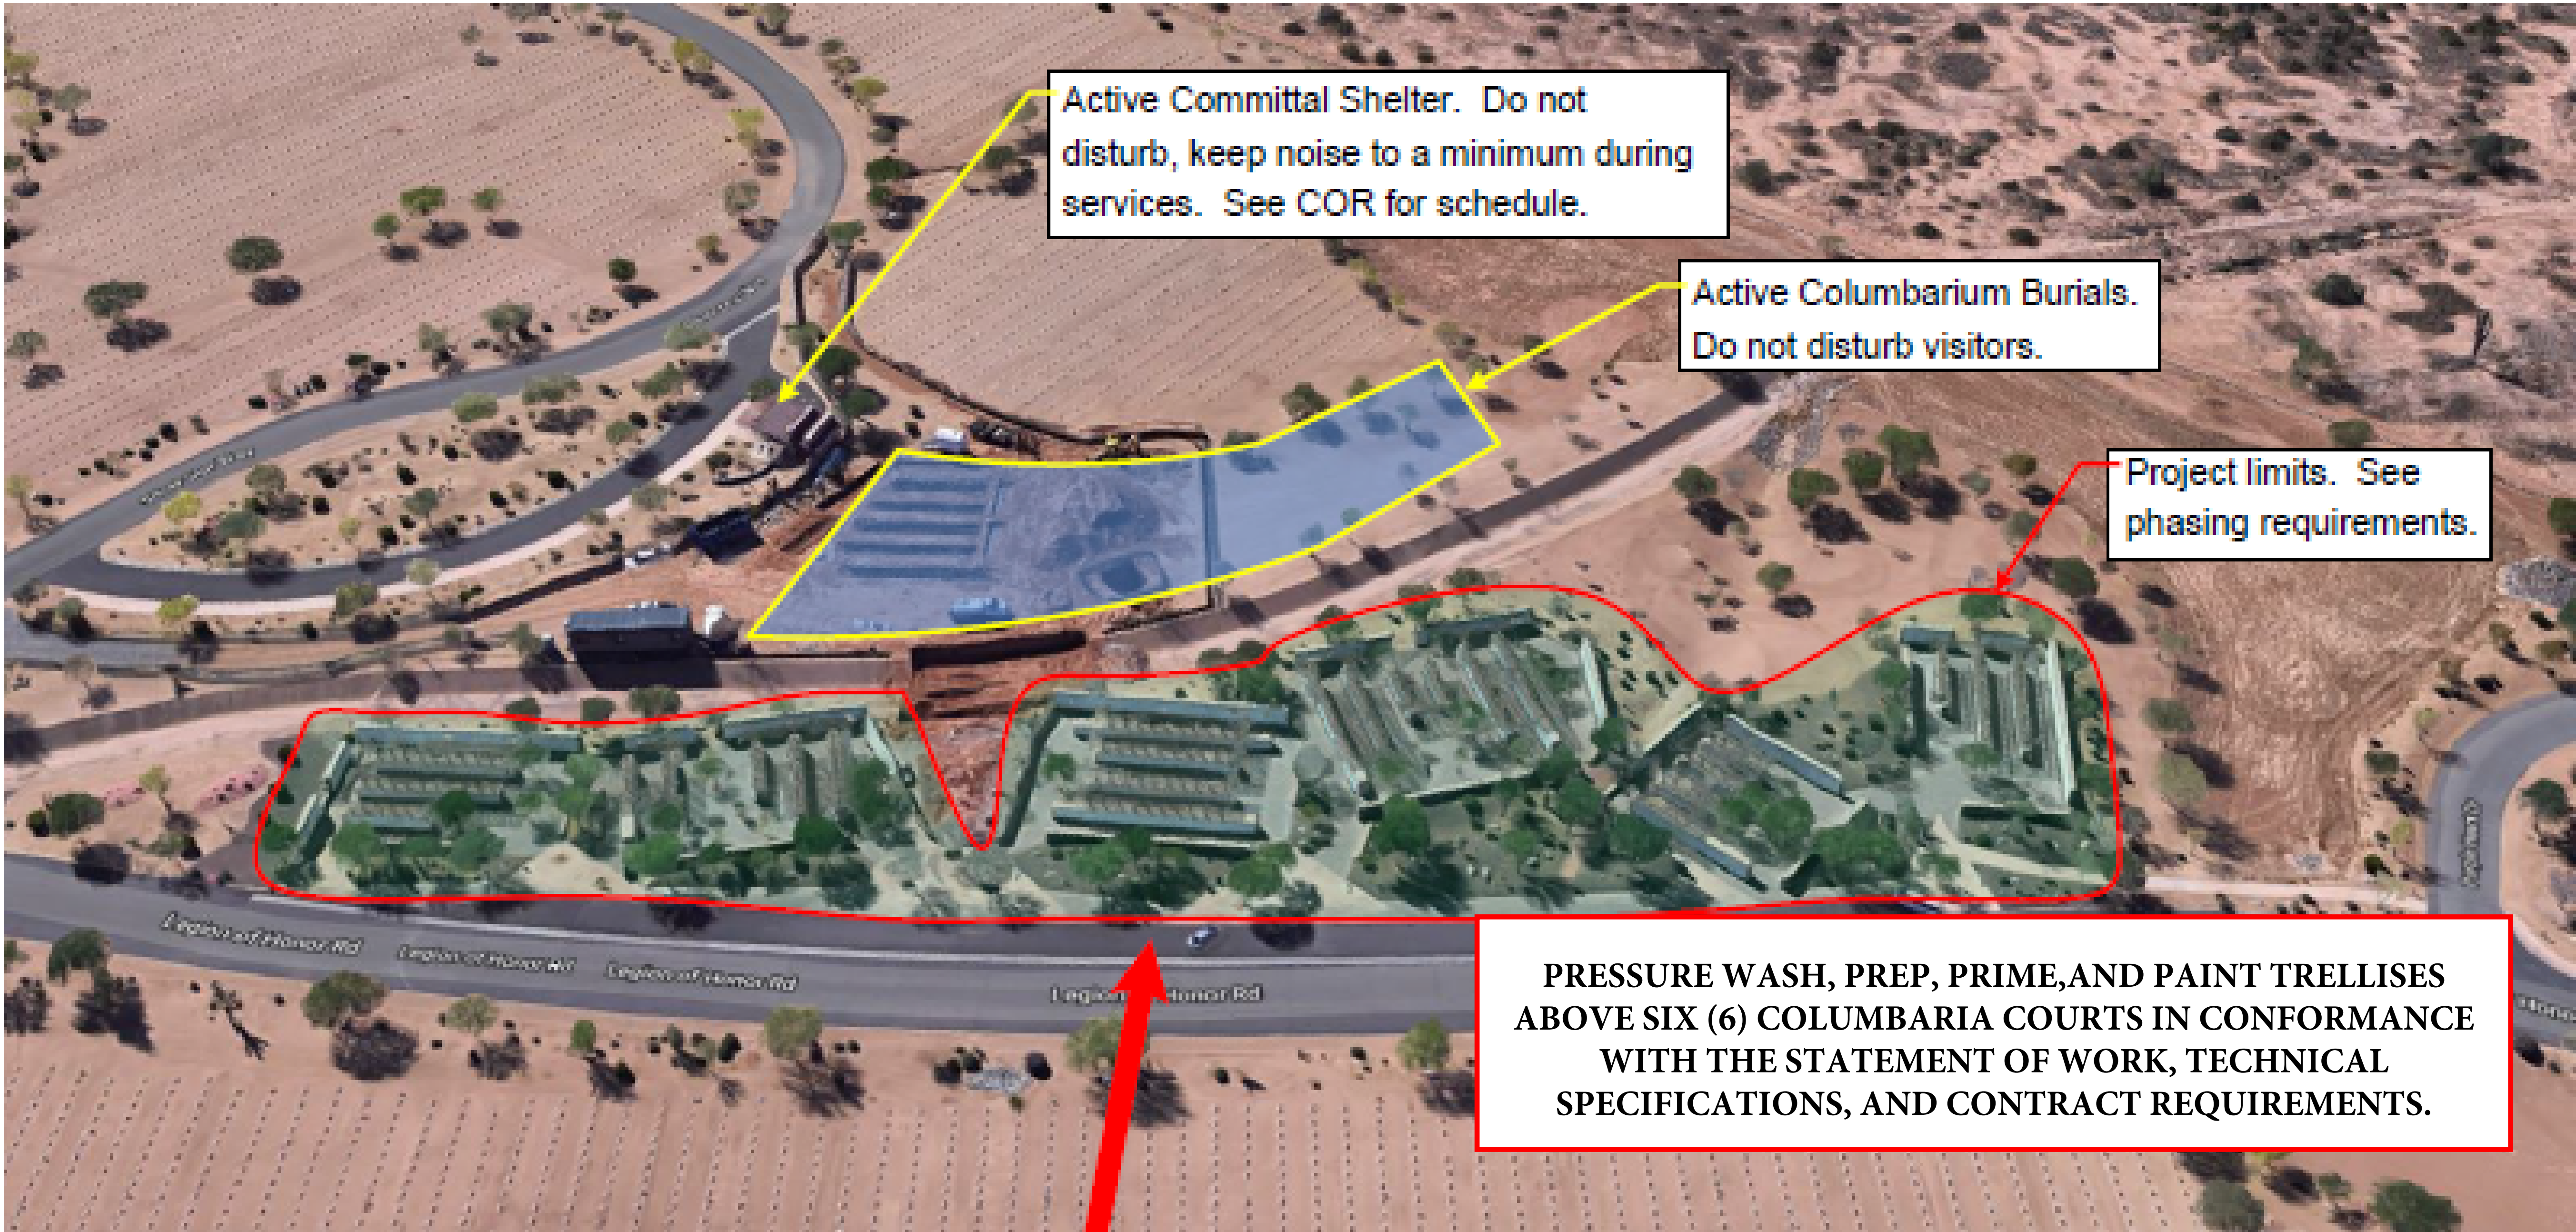 Active Committal Shelter. Do not
disturb, keep noise to a minimum during
services. See COR for schedule.
Active Columbarium Burials.
Do not disturb visitors.
Project limits. See
phasing requirements.
Legion of Honor Rd
Legion of Honor Rd
Legion of Honor Rd
Legion Honor Rd
PRESSURE WASH, PREP, PRIME,AND PAINT TRELLISES
ABOVE SIX (6) COLUMBARIA COURTS IN CONFORMANCE
WITH THE STATEMENT OF WORK, TECHNICAL
SPECIFICATIONS, AND CONTRACT REQUIREMENTS.